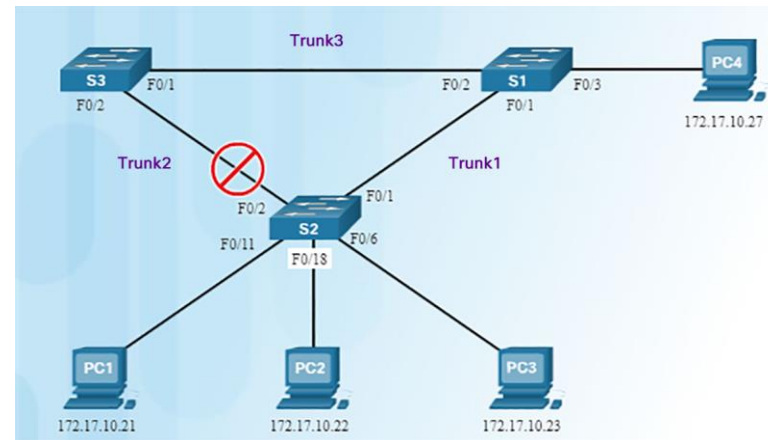 Trunk3
PC4
S3
F0/1
F0/2
S1
F0/3
F0/2
F0/1
172.17.10.27
Trunk2
Trunk1
F0/2
F0/1
S2
F0/11
F0/6
F0/18
PC1
PC2
PC3
172.17.10.21
172.17.10.22
172.17.10.23